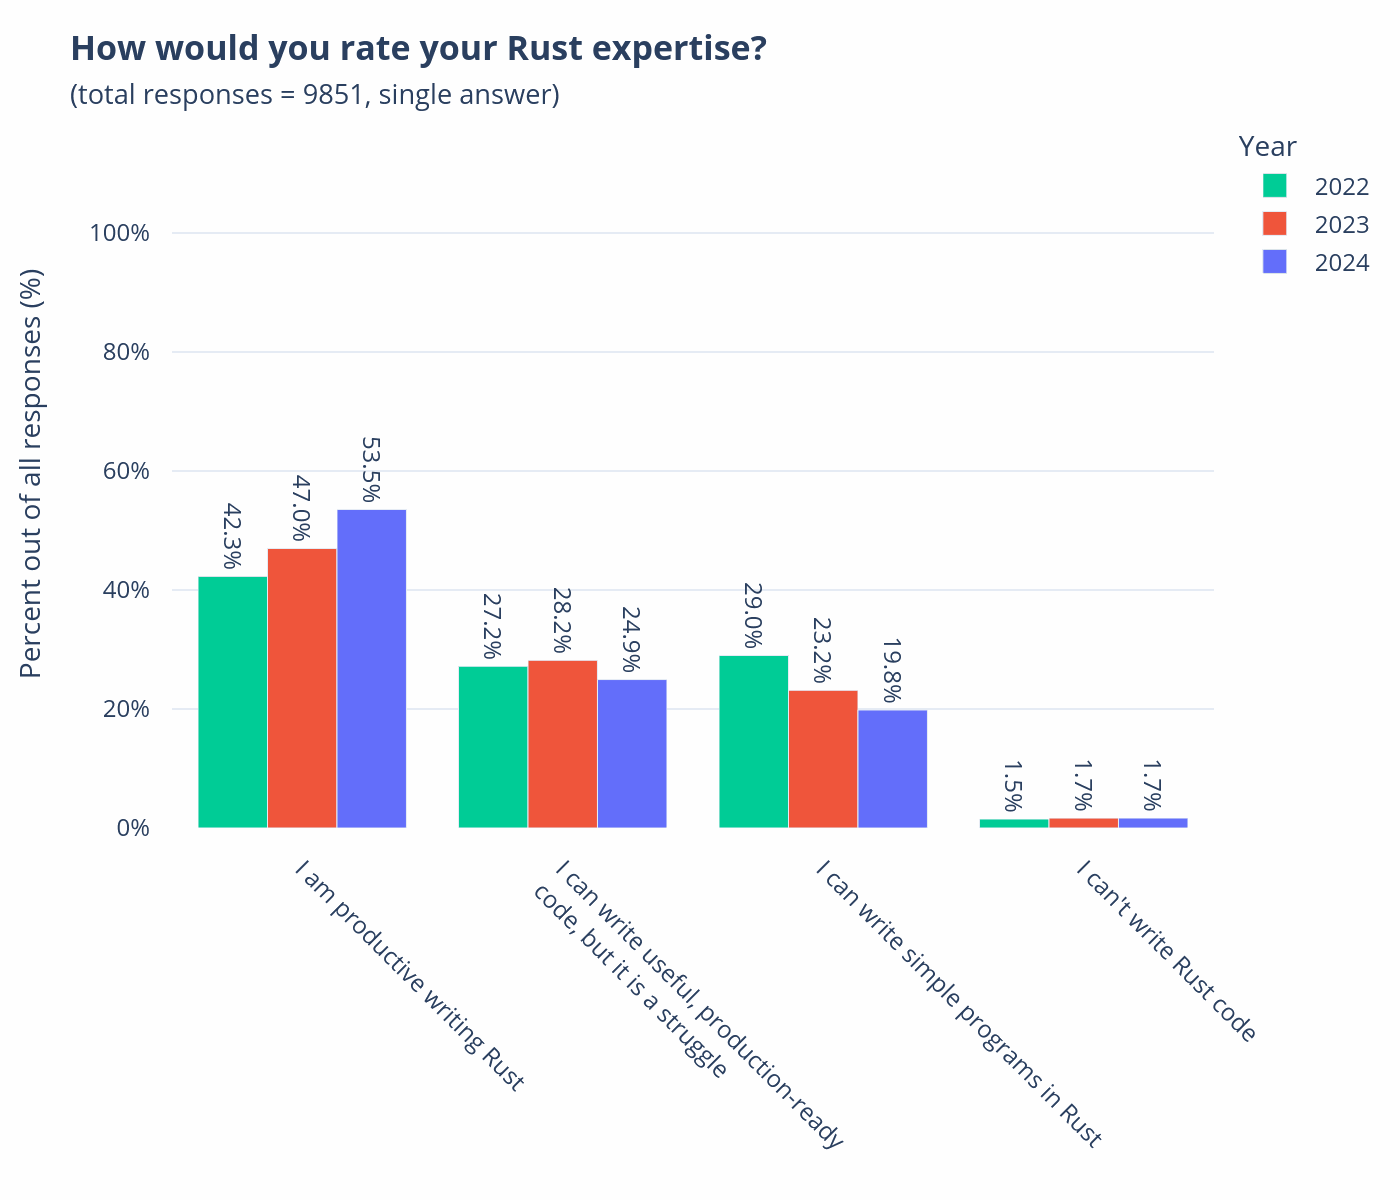 How would you rate your Rust expertise?
(total responses = 9851, single answer)
Year
2022
2023
2024
Percent out of all responses (%)
100%
80%
60%
40%
20%
0%
42.3%
47.0%
53.5%
27.2%
28.2%
24.9%
29.0%
23.2%
19.8%
1.5%
1.7%
1.7%
I am productive writing Rust
I can write useful, production-ready
code, but it is a struggle
I can write simple programs in Rust
I can't write Rust code